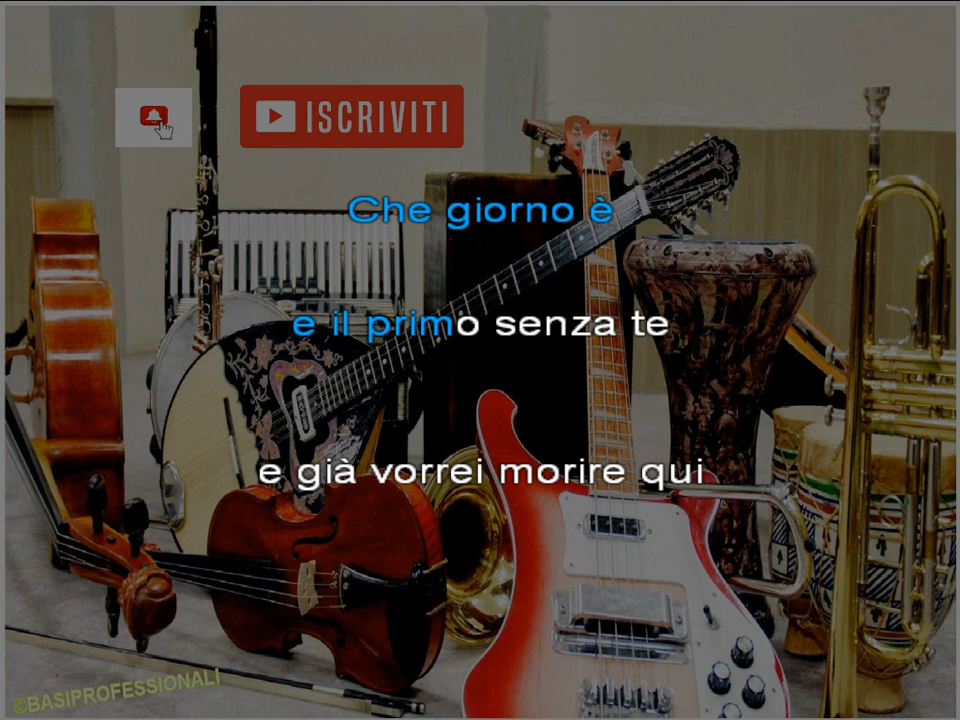 ISCRIVITI
Che giorno è
e il primo senza te
e già vorrei morire qui
©BASIPROFESSIONALI